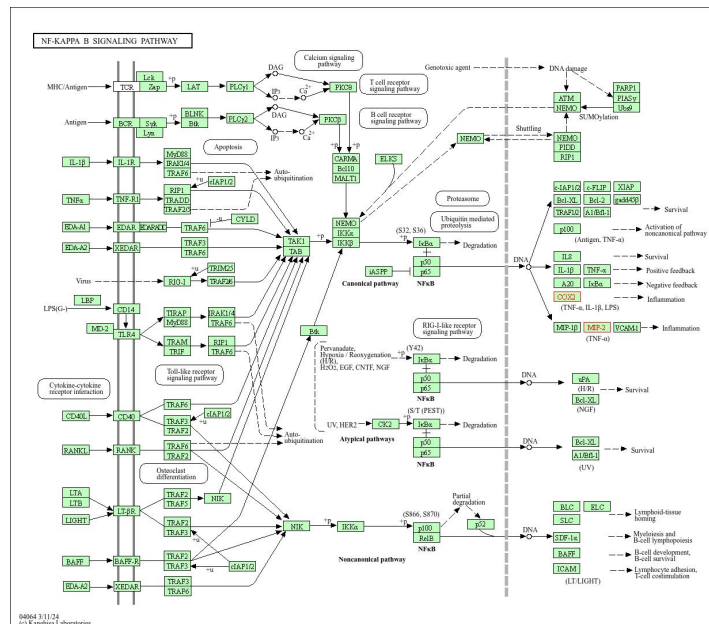 NF-KAPPA B SIGNALING PATHWAY
MHC/Antigen
TCR
Lck
Zap
+p
LAT
PLCγ1
DAG
IP3
Ca2+
Calcium signaling
pathway
PKCθ
T cell receptor
signaling pathway
Antigen
BCR
Syk
Lyn
+p
BLNK
Btk
PLCγ2
DAG
IP3
Ca2+
PKCβ
B cell receptor
signaling pathway
+p
+p
CARMA
Bcl10
MALT1
ELKS
Genotoxic agent
DNA damage
ATM
NEMO
PARP1
PIASy
Ubc9
SUMOylation
NEMO
Shuttling
NEMO
PIDD
RIP1
Apoptosis
IL-1β
IL-1R
MyD88
IRAK1/4
TRAF6
Auto-
ubiquitination
TNFα
TNF-R1
RIP1
TRADD
TRAF2/5
+u
cIAP1/2
EDA-A1
EDAR
EDARADD
TRAF6
-u
CYLD
EDA-A2
XEDAR
TRAF3
TRAF6
TAK1
TAB
+p
NEMO
IKKα
IKKβ
Virus
RIG-I
+u
TRIM25
TRAF2/6
Proteasome
Ubiquitin mediated
proteolysis
(S32, S36)
+p
IκBα
Degradation
p50
p65
NFκB
iASPP
Canonical pathway
DNA
c-IAP1/2
c-FLIP
XIAP
Bcl-XL
Bcl-2
gadd45β
TRAF1/2
A1/Bfl-1
Survival
p100
(Antigen, TNF-α)
Activation of
noncanonical pathway
IL8
Survival
IL-1β
TNF-α
Positive feedback
A20
IκBα
Negative feedback
COX2
Inflammation
(TNF-α, IL-1β, LPS)
MIP-1β
MIP-2
VCAM-1
Inflammation
(TNF-α)
LPS(G-)
LBP
CD14
MD-2
TLR4
TIRAP
MyD88
IRAK1/4
TRAF6
TRAM
TRIF
RIP1
TRAF6
Toll-like receptor
signaling pathway
Btk
Pervanadate,
Hypoxia / Reoxygenation
(H/R),
H2O2, EGF, CNTF, NGF
RIG-I-like receptor
signaling pathway
+p
(Y42)
IκBα
Degradation
p50
p65
NFκB
DNA
uPA
(H/R)
Bcl-XL
(NGF)
Survival
Cytokine-cytokine
receptor interaction
CD40L
CD40
TRAF6
TRAF3
TRAF2
+u
cIAP1/2
Auto-
ubiquitination
UV, HER2
CK2
+p
(S/T (PEST))
IκBα
Degradation
p50
p65
NFκB
Atypical pathways
DNA
Bcl-XL
A1/Bfl-1
(UV)
Survival
RANKL
RANK
TRAF6
TRAF2
Osteoclast
differentiation
LTA
LTB
LIGHT
LTβR
TRAF2
TRAF5
NIK
TRAF2
TRAF3
+u
NIK
+p
IKKα
+p
(S866, S870)
p100
RelB
NFκB
Partial
degradation
p52
Noncanonical pathway
DNA
BLC
ELC
SLC
Lymphoid-tissue
homing
SDF-1α
Myeloiesis and
B-cell lymphopoiesis
BAFF
B-cell development,
B-cell survival
ICAM
(LT/LIGHT)
Lymphocyte adhesion,
T-cell costimulation
BAFF
BAFF-R
TRAF2
TRAF3
+u
cIAP1/2
EDA-A2
XEDAR
TRAF3
TRAF6
04064 3/11/24
(c) Kanehisa Laboratories